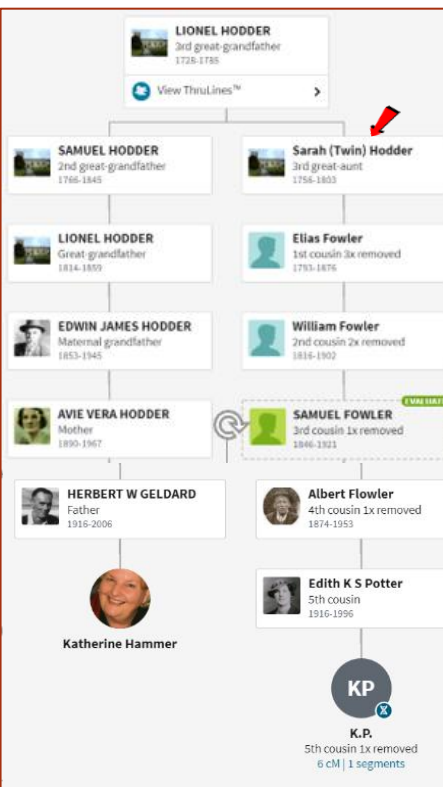 LIONEL HODDER
3rd great-grandfather
1728-1785
View ThruLines™
SAMUEL HODDER
2nd great-grandfather
1766-1845
LIONEL HODDER
Great-grandfather
1814-1859
EDWIN JAMES HODDER
Maternal grandfather
1853-1945
AVIE VERA HODDER
Mother
1890-1967
HERBERT W GELDARD
Father
1916-2006
Katherine Hammer
Sarah (Twin) Hodder
3rd great-aunt
1756-1803
Elias Fowler
1st cousin 3x removed
1793-1876
William Fowler
2nd cousin 2x removed
1816-1902
EVALUATE
SAMUEL FOWLER
3rd cousin 1x removed
1846-1921
Albert Flowler
4th cousin 1x removed
1874-1953
Edith K S Potter
5th cousin
1916-1996
KP
K.P.
5th cousin 1x removed
6 cM | 1 segments